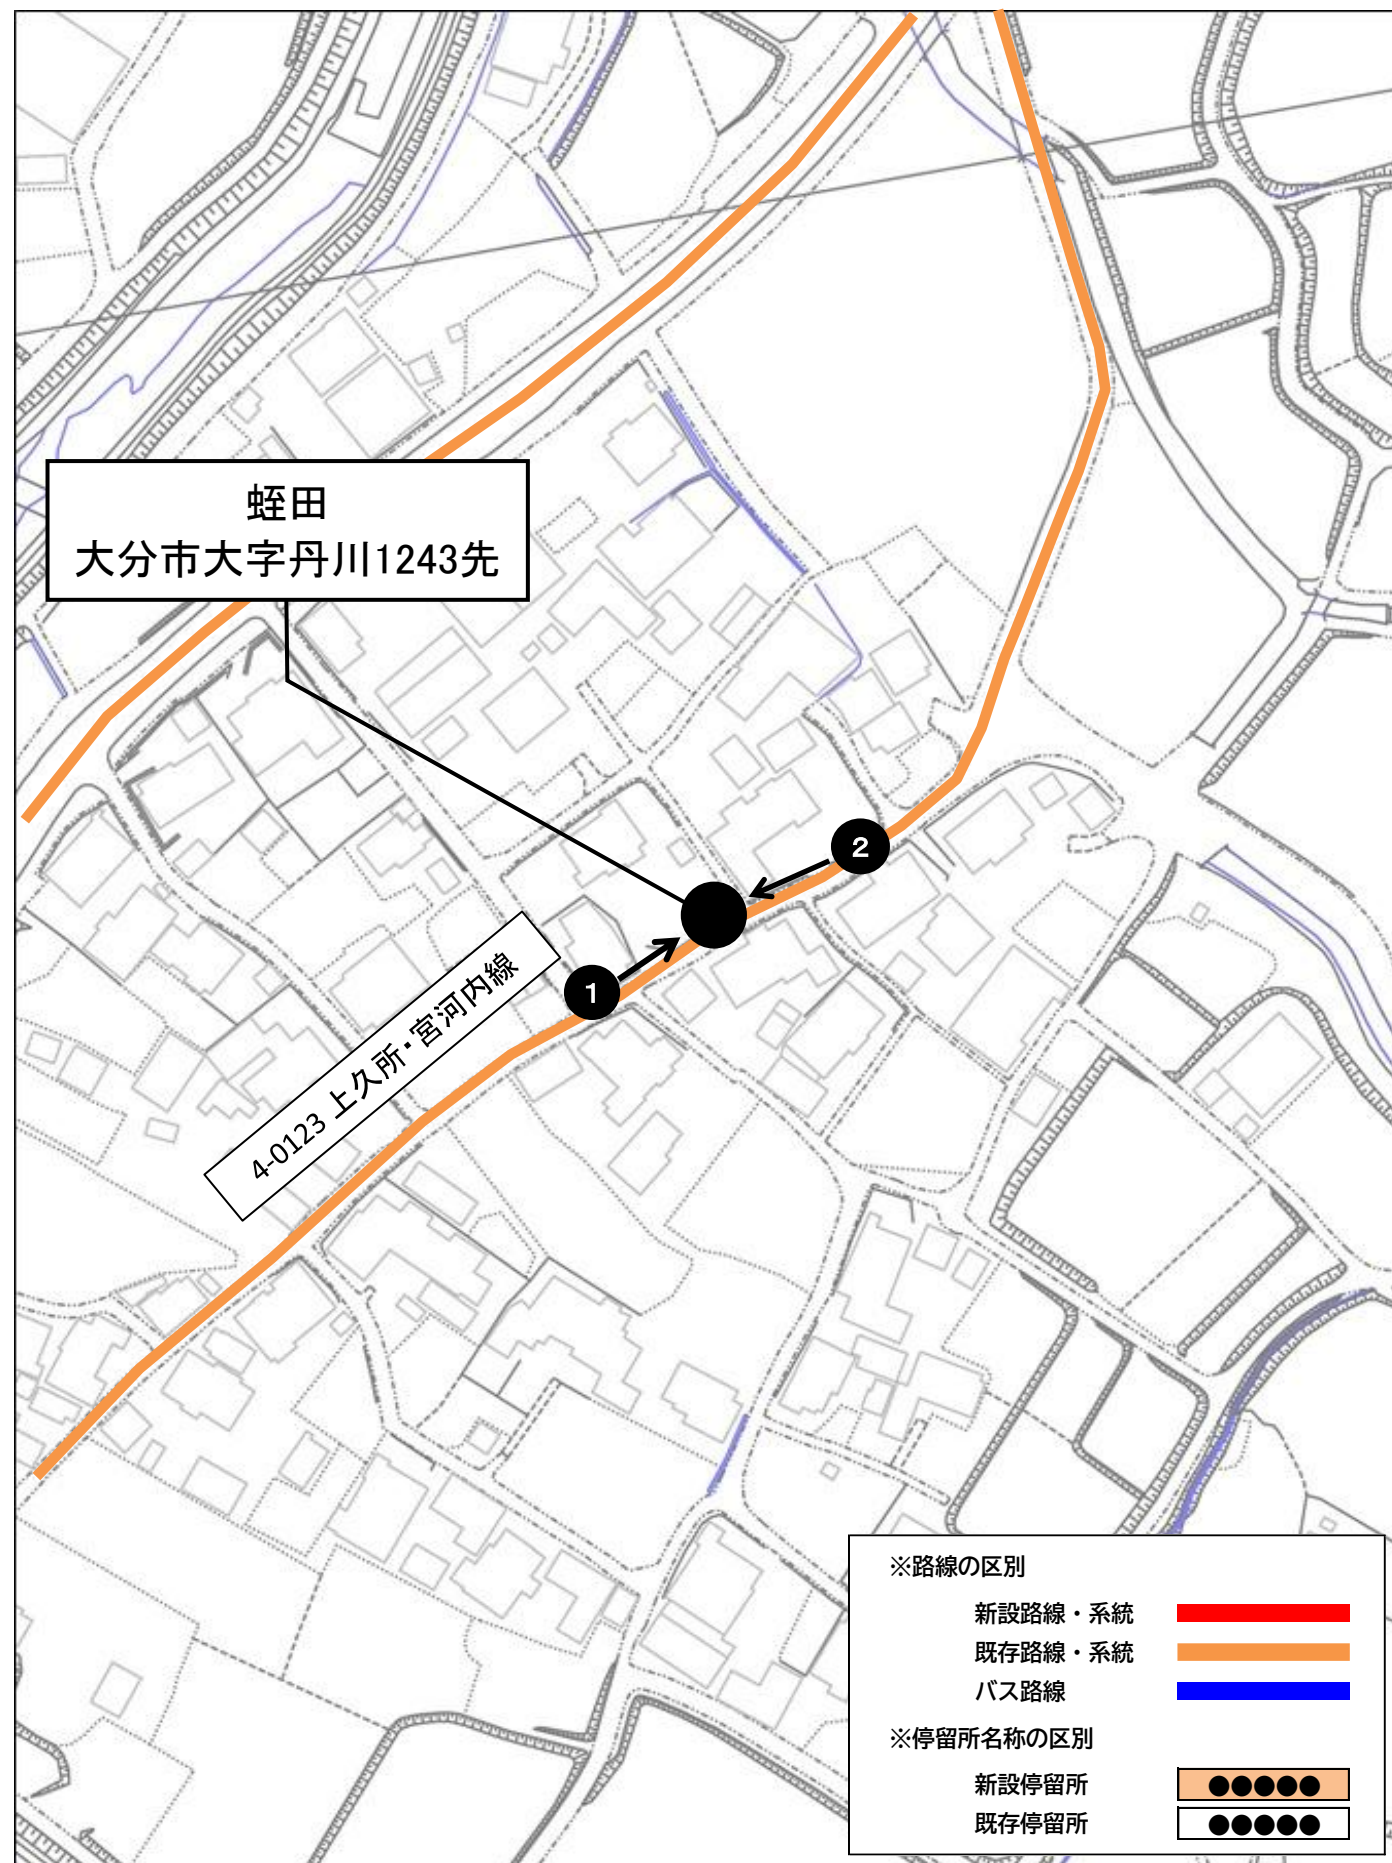 蛭田
大分市大字丹川1243先
2
1
4-0123 上久所・宮河内線
※路線の区別
新設路線・系統
既存路線・系統
バス路線
※停留所名称の区別
新設停留所 ●●●●●
既存停留所 ●●●●●